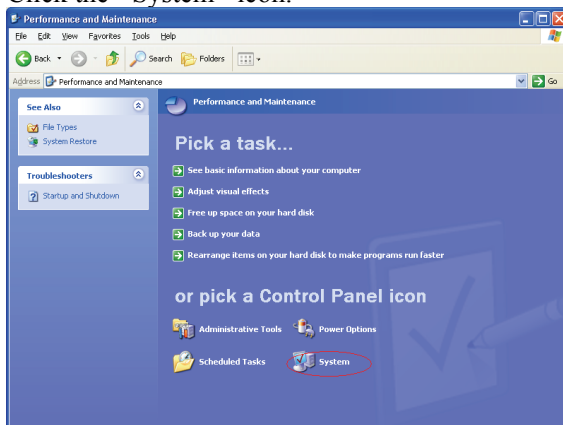 Click the "System" icon.
Performance and Maintenance
File Edit View Favorites Tools Help
Back Search Folders
Address Performance and Maintenance Go
See Also
File Types
System Restore
Troubleshooters
Startup and Shutdown
Performance and Maintenance
Pick a task...
See basic information about your computer
Adjust visual effects
Free up space on your hard disk
Back up your data
Rearrange items on your hard disk to make programs run faster
or pick a Control Panel icon
Administrative Tools Power Options
Scheduled Tasks System